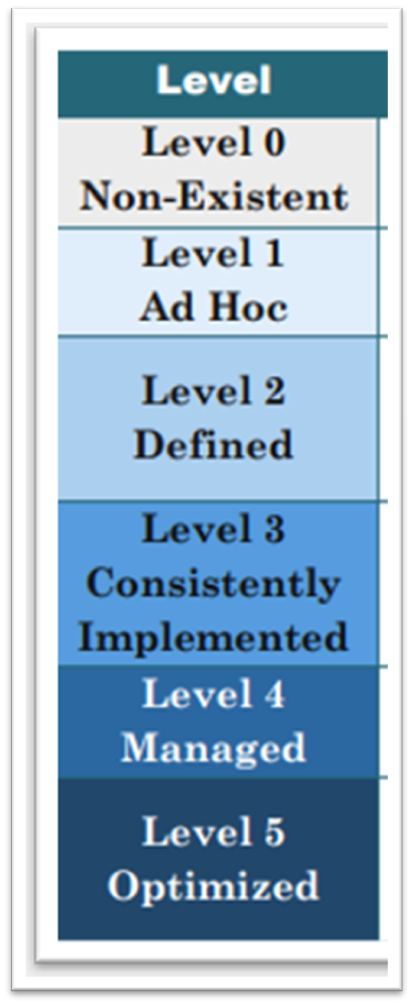 Level
Level 0
Non-Existent
Level 1
Ad Hoc
Level 2
Defined
Level 3
Consistently
Implemented
Level 4
Managed
Level 5
Optimized